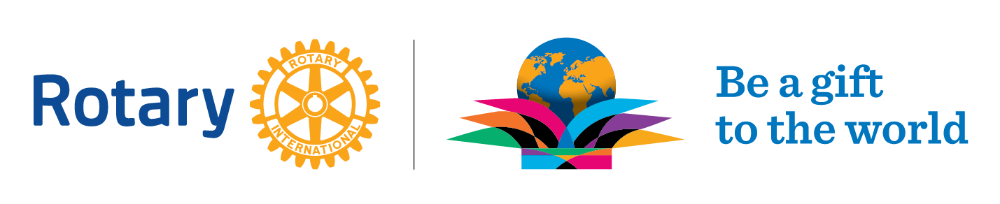 Rotary
ROTARY
INTERNATIONAL
Be a gift
to the world